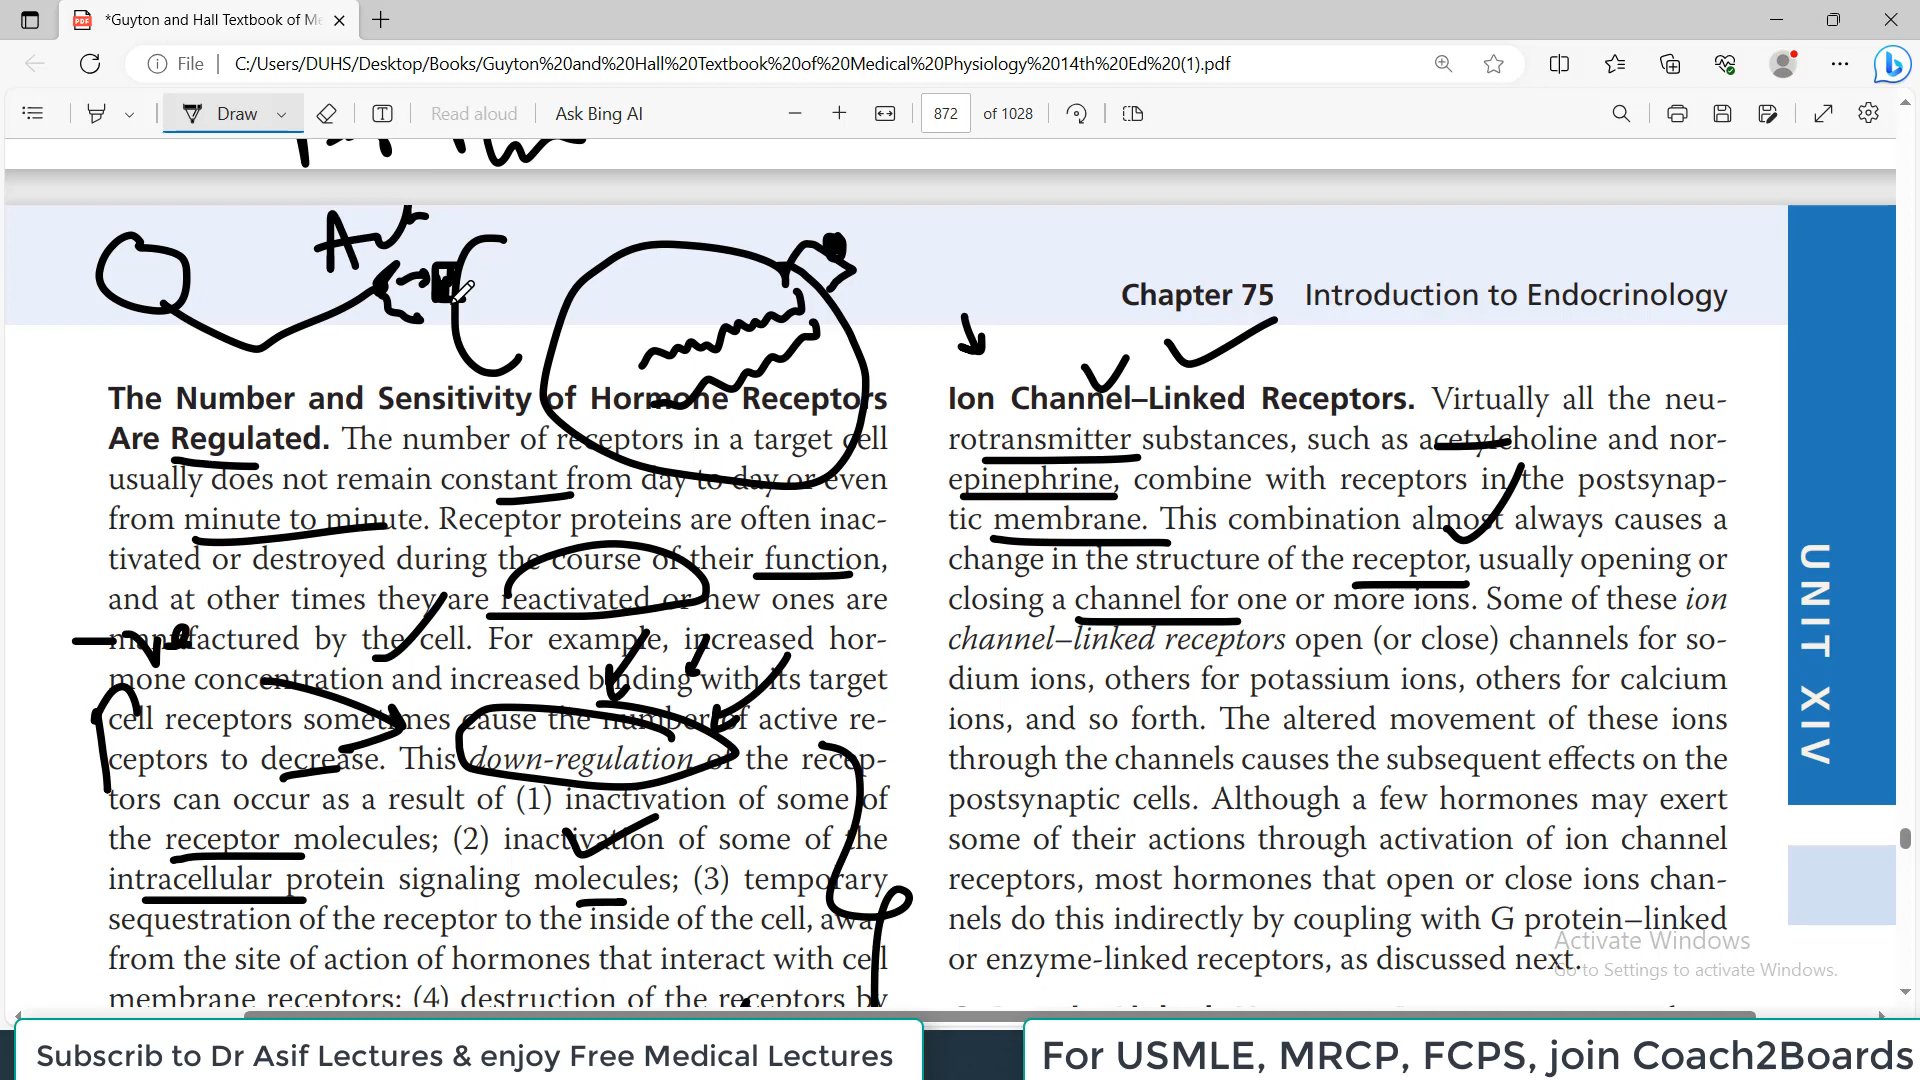 *Guyton and Hall Textbook of Me
File
C:/Users/DUHS/Desktop/Books/Guyton%20and%20Hall%20Textbook%20of%20Medical%20Physiology%2014th%20Ed%20(1).pdf
Draw
Read aloud
Ask Bing AI
872 of 1028
Chapter 75 Introduction to Endocrinology
The Number and Sensitivity of Hormone Receptors
Are Regulated. The number of receptors in a target cell
usually does not remain constant from day to day or even
from minute to minute. Receptor proteins are often inac-
tivated or destroyed during the course of their function,
and at other times they are reactivated or new ones are
manufactured by the cell. For example, increased hor-
mone concentration and increased binding with its target
cell receptors sometimes cause the number of active re-
ceptors to decrease. This down-regulation of the recep-
tors can occur as a result of (1) inactivation of some of
the receptor molecules; (2) inactivation of some of the
intracellular protein signaling molecules; (3) temporary
sequestration of the receptor to the inside of the cell, away
from the site of action of hormones that interact with cell
membrane receptors; (4) destruction of the receptors by
-ve
Ion Channel–Linked Receptors. Virtually all the neu-
rotransmitter substances, such as acetylcholine and nor-
epinephrine, combine with receptors in the postsynap-
tic membrane. This combination almost always causes a
change in the structure of the receptor, usually opening or
closing a channel for one or more ions. Some of these ion
channel–linked receptors open (or close) channels for so-
dium ions, others for potassium ions, others for calcium
ions, and so forth. The altered movement of these ions
through the channels causes the subsequent effects on the
postsynaptic cells. Although a few hormones may exert
some of their actions through activation of ion channel
receptors, most hormones that open or close ions chan-
nels do this indirectly by coupling with G protein–linked
or enzyme-linked receptors, as discussed next.
UNIT XIV
Activate Windows
Go to Settings to activate Windows.
Subscrib to Dr Asif Lectures & enjoy Free Medical Lectures
For USMLE, MRCP, FCPS, join Coach2Boards